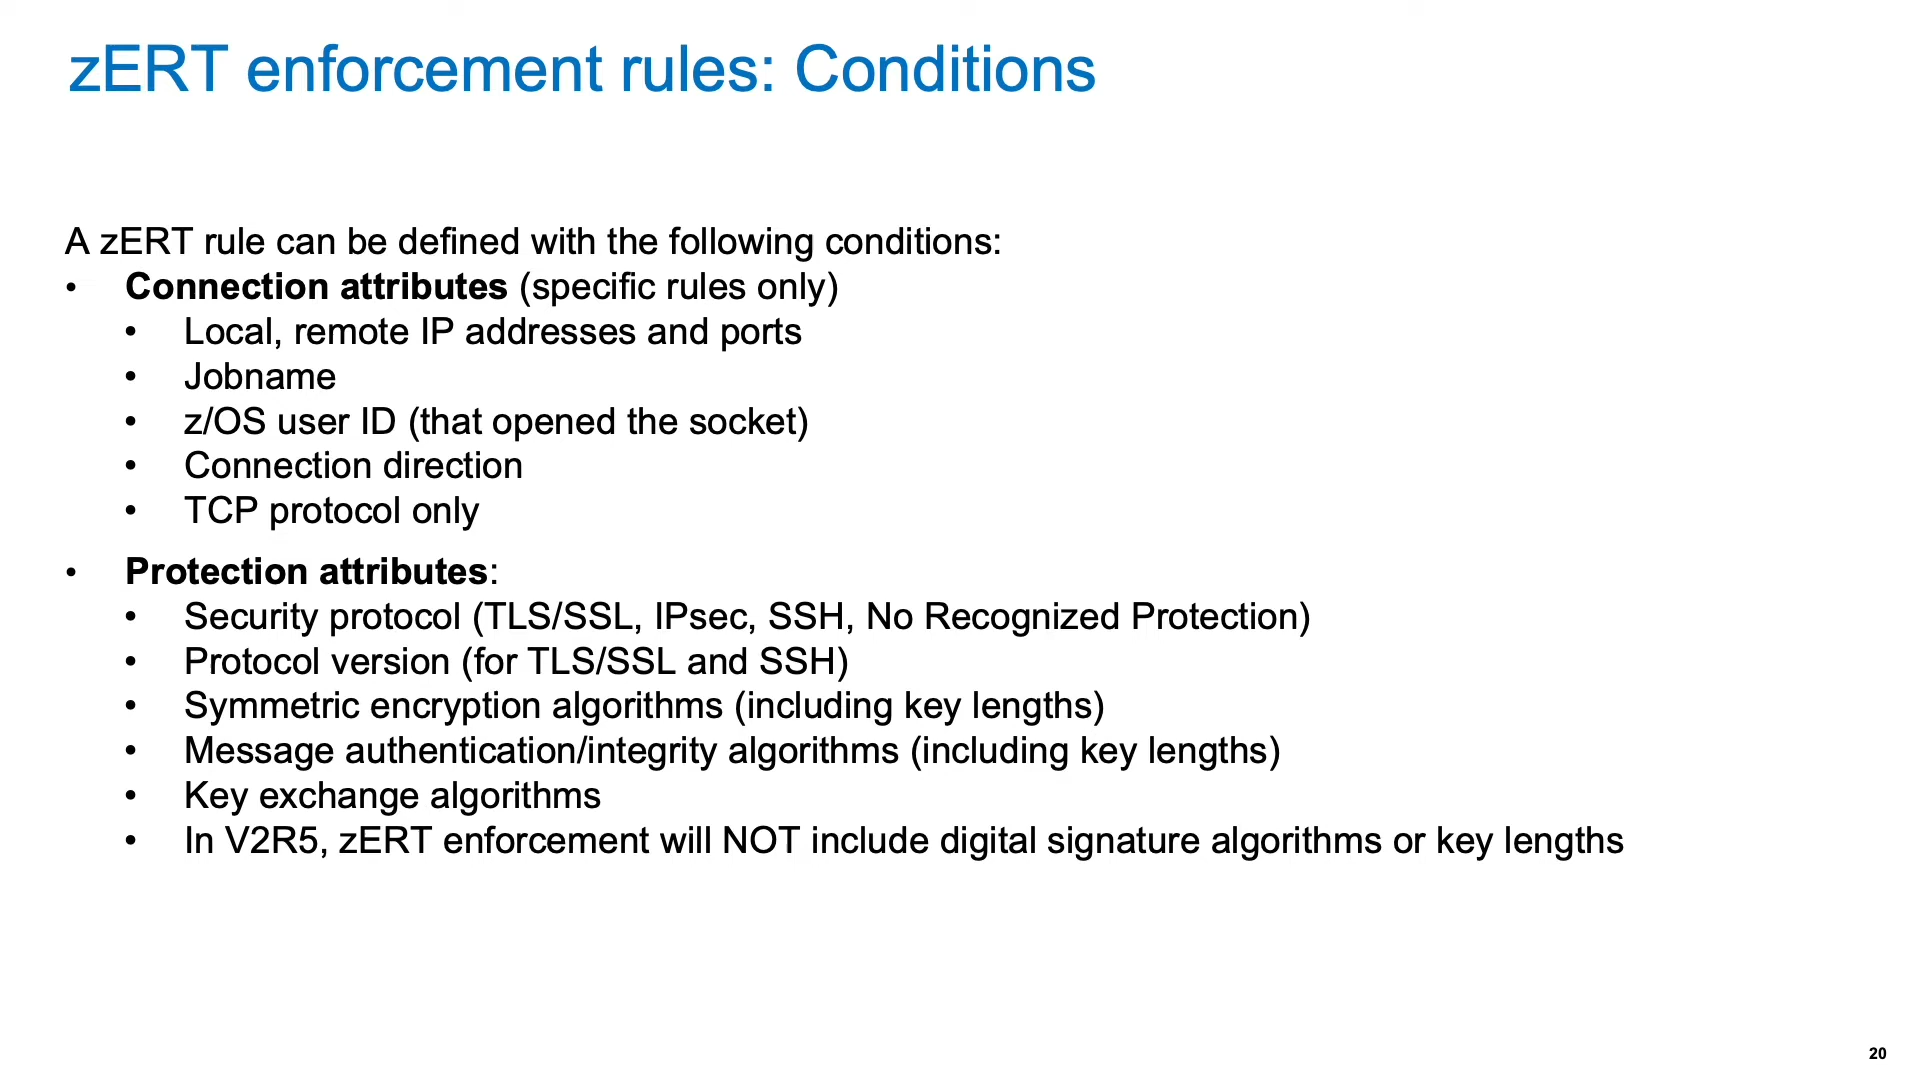 zERT enforcement rules: Conditions
A zERT rule can be defined with the following conditions:
• Connection attributes (specific rules only)
• Local, remote IP addresses and ports
• Jobname
• z/OS user ID (that opened the socket)
• Connection direction
• TCP protocol only
• Protection attributes:
• Security protocol (TLS/SSL, IPsec, SSH, No Recognized Protection)
• Protocol version (for TLS/SSL and SSH)
• Symmetric encryption algorithms (including key lengths)
• Message authentication/integrity algorithms (including key lengths)
• Key exchange algorithms
• In V2R5, zERT enforcement will NOT include digital signature algorithms or key lengths
20